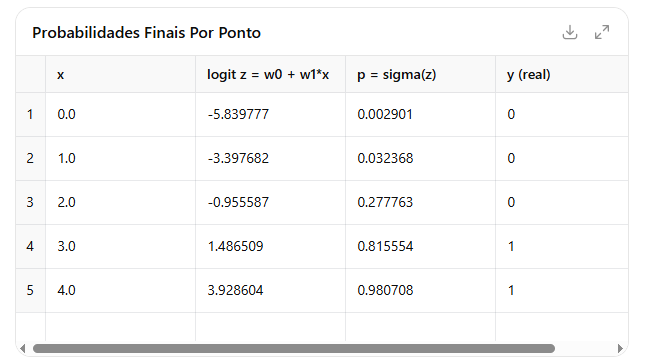 Probabilidades Finais Por Ponto
x logit z = w0 + w1*x p = sigma(z) y (real)
1 0.0 -5.839777 0.002901 0
2 1.0 -3.397682 0.032368 0
3 2.0 -0.955587 0.277763 0
4 3.0 1.486509 0.815554 1
5 4.0 3.928604 0.980708 1